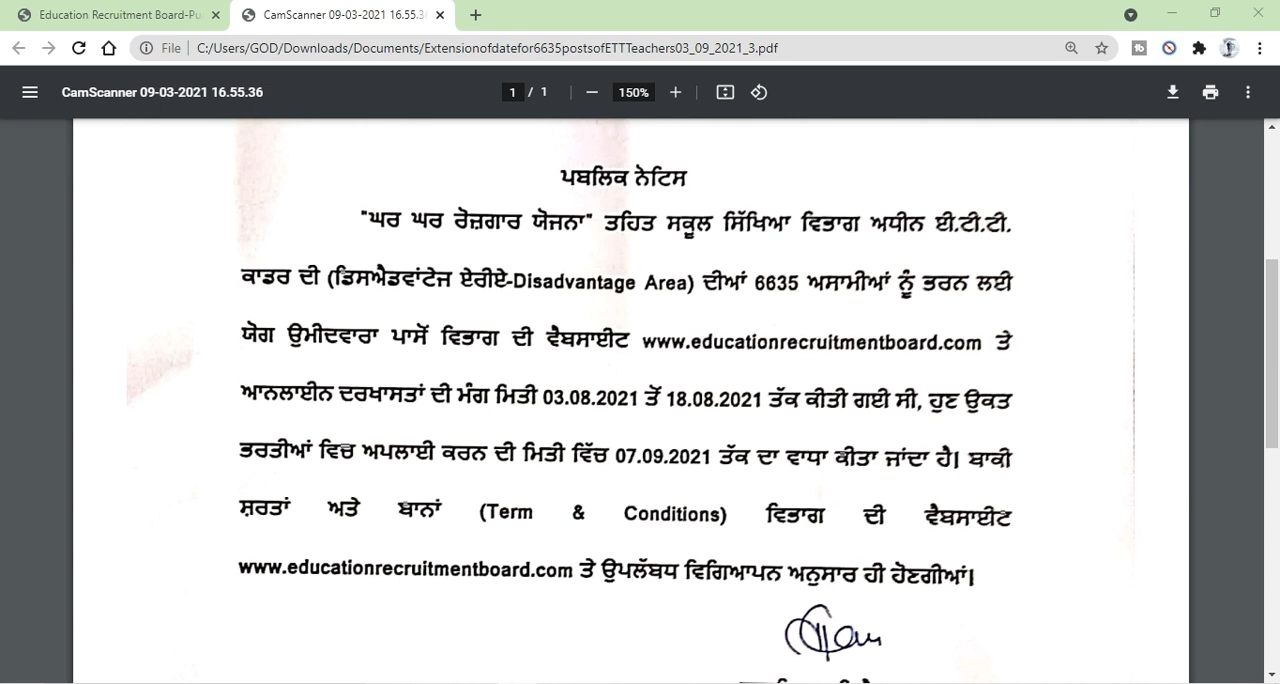 Education Recruitment Board-Pu
CamScanner 09-03-2021 16.55.3
File
C:/Users/GOD/Downloads/Documents/Extensionofdateth6635postsofETTTeachers03_09_2021_3.pdf
CamScanner 09-03-2021 16.55.36
1 / 1
150%
ਪਬਲਿਕ ਨੋਟਿਸ
"ਘਰ ਘਰ ਰੋਜ਼ਗਾਰ ਯੋਜਨਾ" ਤਹਿਤ ਸਕੂਲ ਸਿੱਖਿਆ ਵਿਭਾਗ ਅਧੀਨ ਈ.ਟੀ.ਟੀ.
ਕਾਡਰ ਦੀ (ਡਿਸਐਡਵਾਂਟੇਜ ਏਰੀਏ-Disadvantage Area) ਦੀਆਂ 6635 ਅਸਾਮੀਆਂ ਨੂੰ ਭਰਨ ਲਈ
ਯੋਗ ਉਮੀਦਵਾਰਾ ਪਾਸੋਂ ਵਿਭਾਗ ਦੀ ਵੈਬਸਾਈਟ www.educationrecruitmentboard.com ਤੇ
ਆਨਲਾਈਨ ਦਰਖਾਸਤਾਂ ਦੀ ਮੰਗ ਮਿਤੀ 03.08.2021 ਤੋਂ 18.08.2021 ਤੱਕ ਕੀਤੀ ਗਈ ਸੀ, ਹੁਣ ਉਕਤ
ਭਰਤੀਆਂ ਵਿਚ ਅਪਲਾਈ ਕਰਨ ਦੀ ਮਿਤੀ ਵਿੱਚ 07.09.2021 ਤੱਕ ਦਾ ਵਾਧਾ ਕੀਤਾ ਜਾਂਦਾ ਹੈ। ਬਾਕੀ
ਸ਼ਰਤਾਂ ਅਤੇ ਬਾਨਾਂ (Term & Conditions) ਵਿਭਾਗ ਦੀ ਵੈਬਸਾਈਟ
www.educationrecruitmentboard.com ਤੇ ਉਪਲੱਬਧ ਵਿਗਿਆਪਨ ਅਨੁਸਾਰ ਹੀ ਹੋਣਗੀਆਂ।